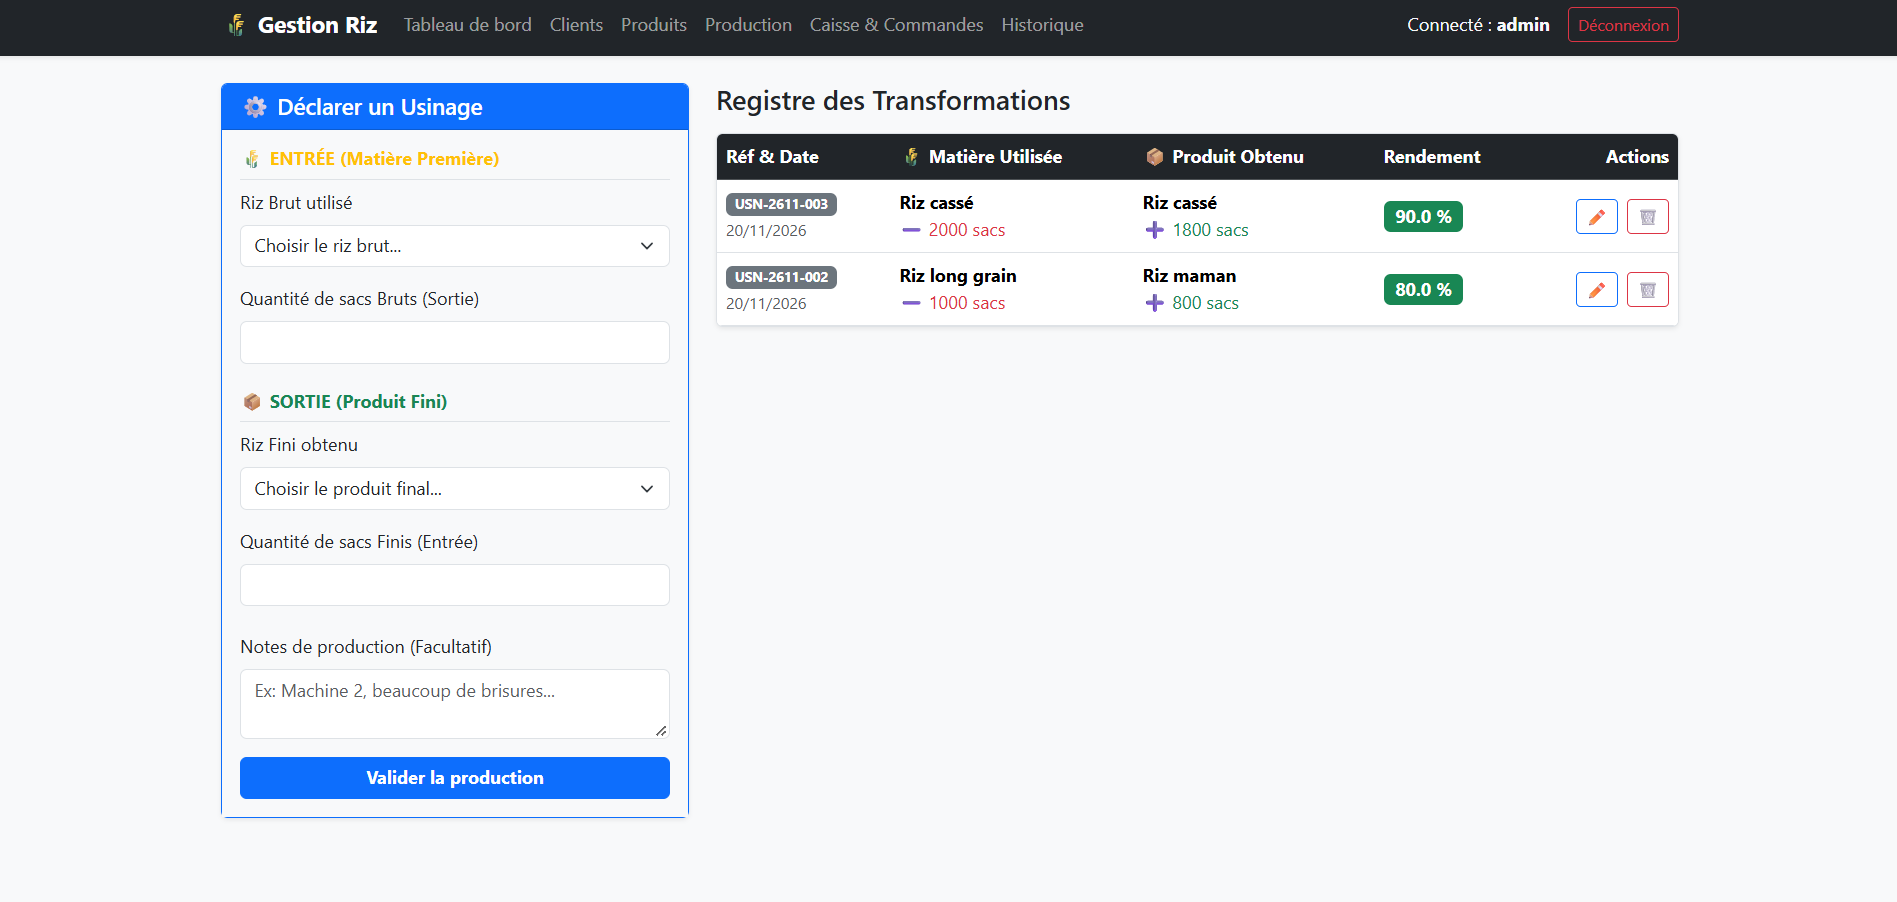 Gestion Riz Tableau de bord Clients Produits Production Caisse & Commandes Historique Connecté : admin Déconnexion
Déclarer un Usinage
ENTRÉE (Matière Première)
Riz Brut utilisé
Choisir le riz brut...
Quantité de sacs Bruts (Sortie)
SORTIE (Produit Fini)
Riz Fini obtenu
Choisir le produit final...
Quantité de sacs Finis (Entrée)
Notes de production (Facultatif)
Ex: Machine 2, beaucoup de brisures...
Valider la production
Registre des Transformations
Réf & Date Matière Utilisée Produit Obtenu Rendement Actions
USN-2611-003 Riz cassé Riz cassé 90.0 %
20/11/2026 − 2000 sacs + 1800 sacs
USN-2611-002 Riz long grain Riz maman 80.0 %
20/11/2026 − 1000 sacs + 800 sacs